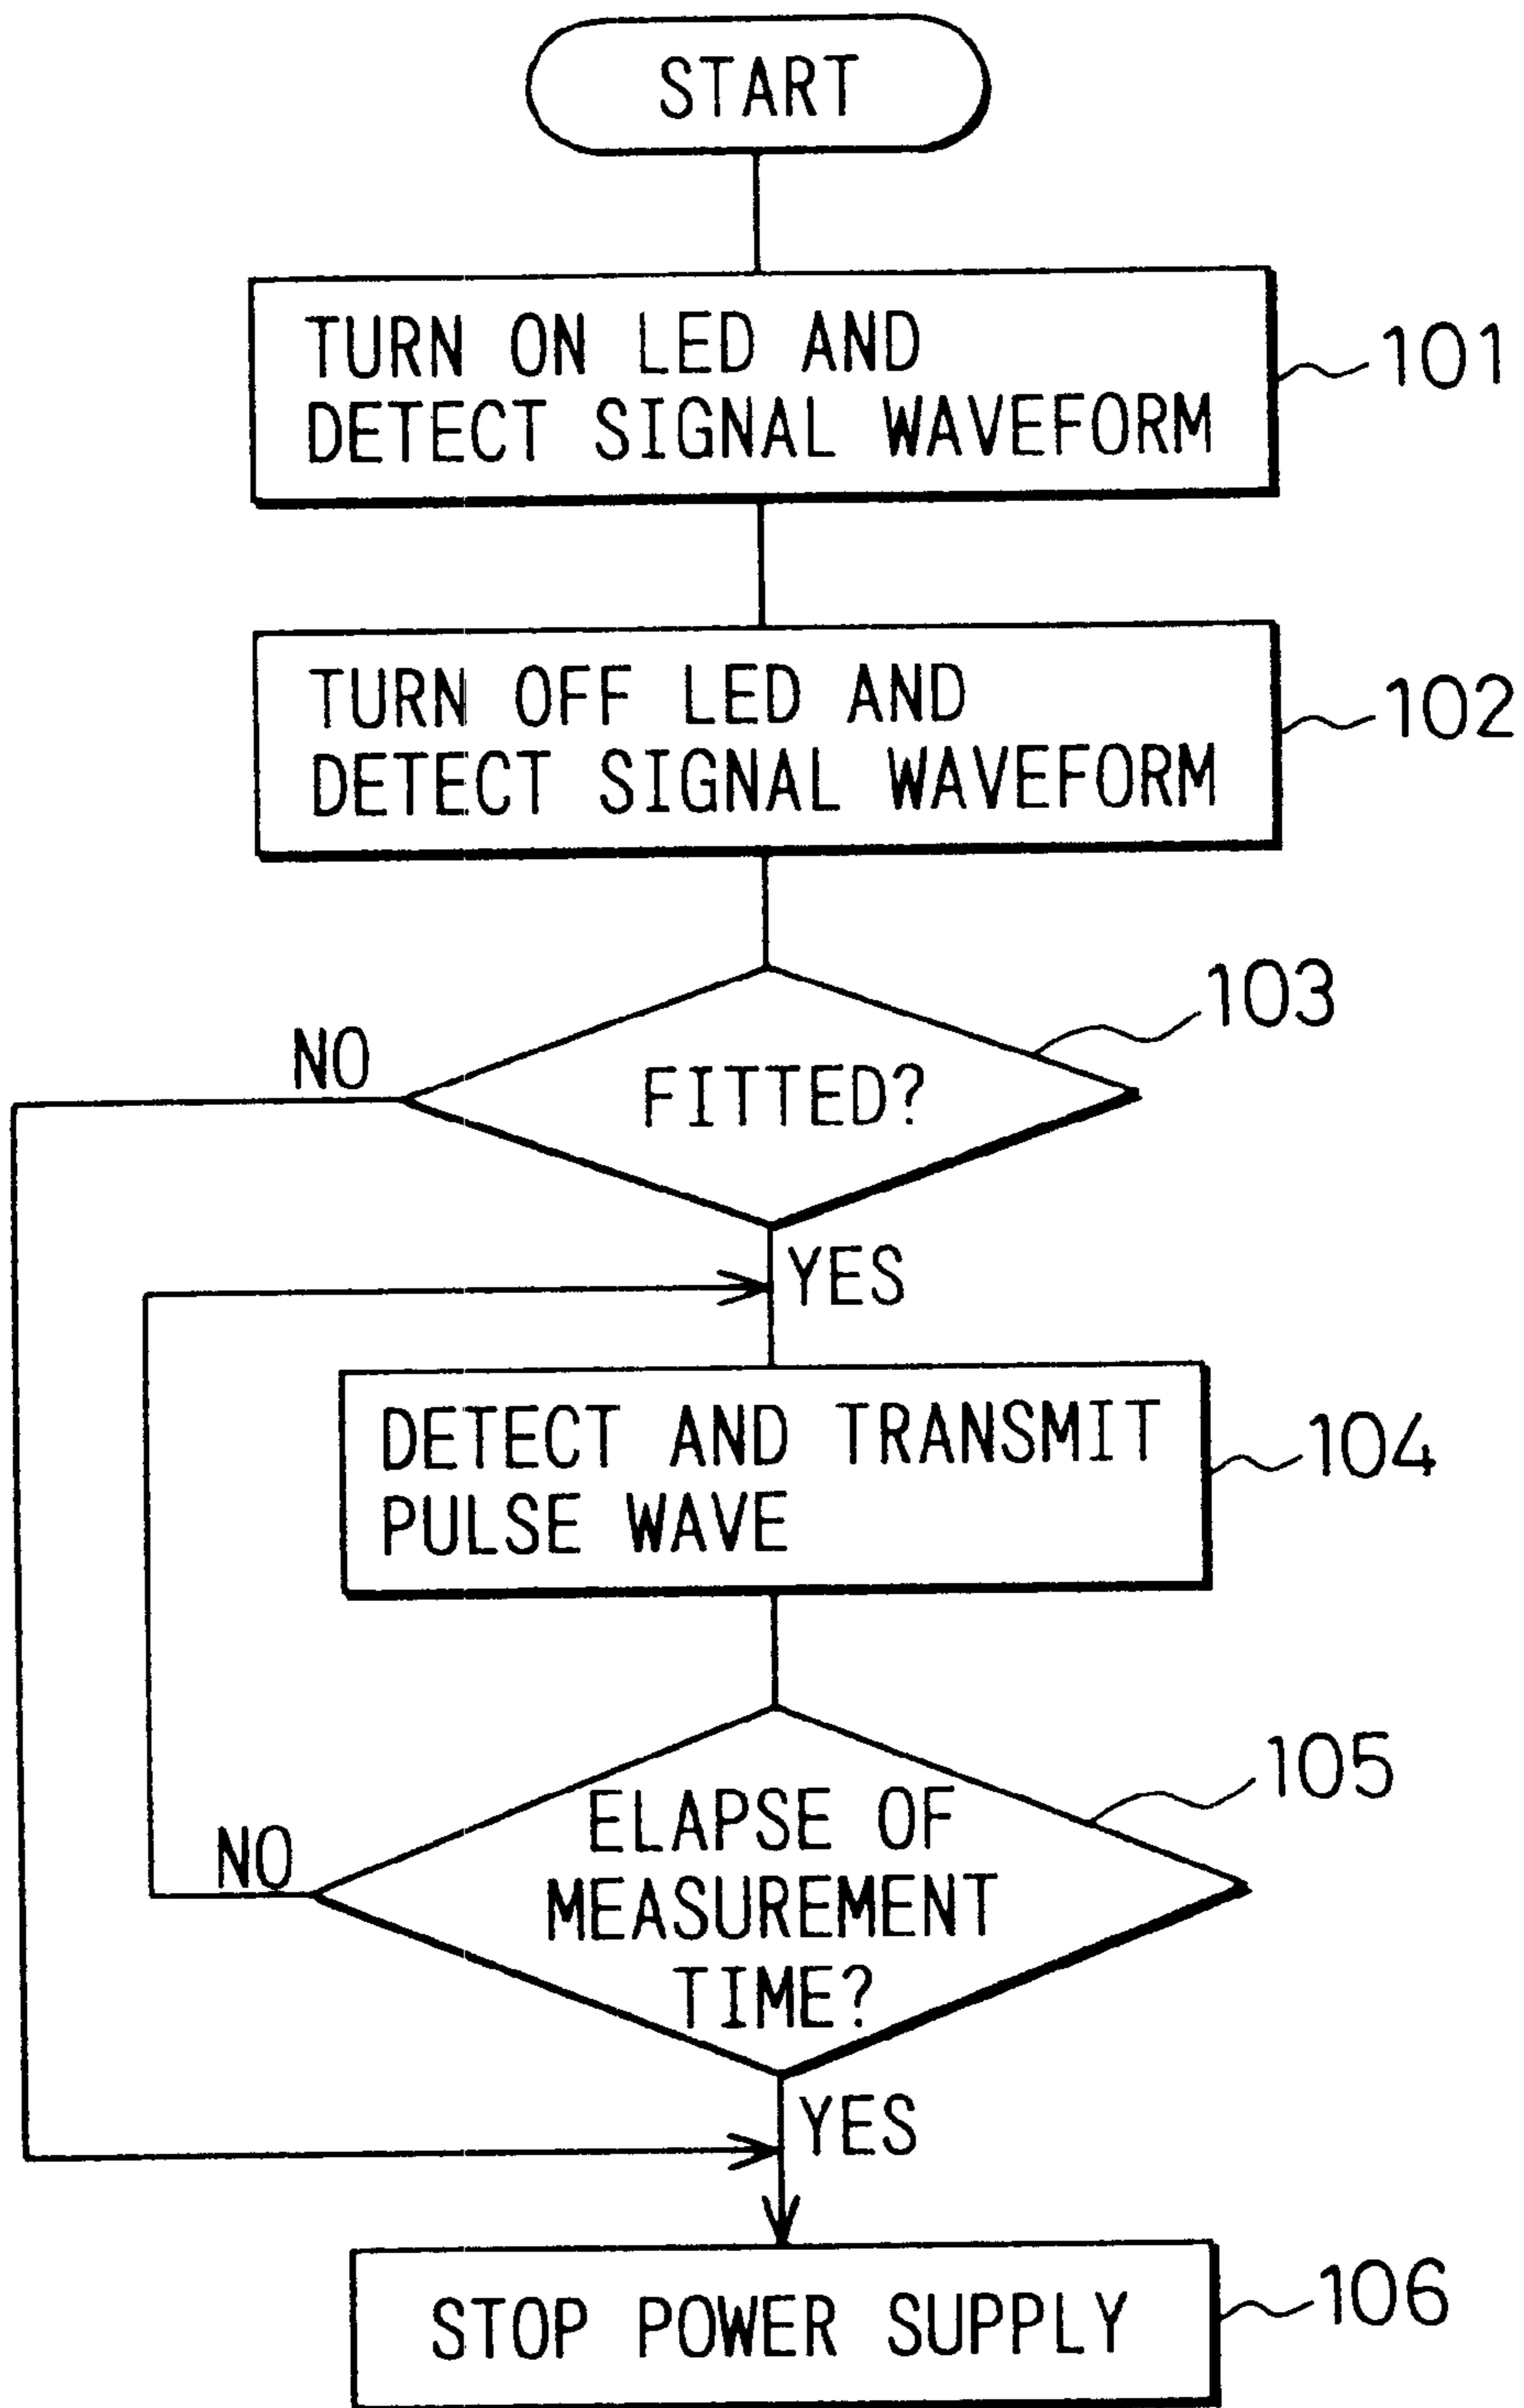 START
TURN ON LED AND
DETECT SIGNAL WAVEFORM
101
TURN OFF LED AND
DETECT SIGNAL WAVEFORM
102
103
NO
FITTED?
YES
DETECT AND TRANSMIT
PULSE WAVE
104
105
ELAPSE OF
MEASUREMENT
TIME?
NO
YES
STOP POWER SUPPLY
106